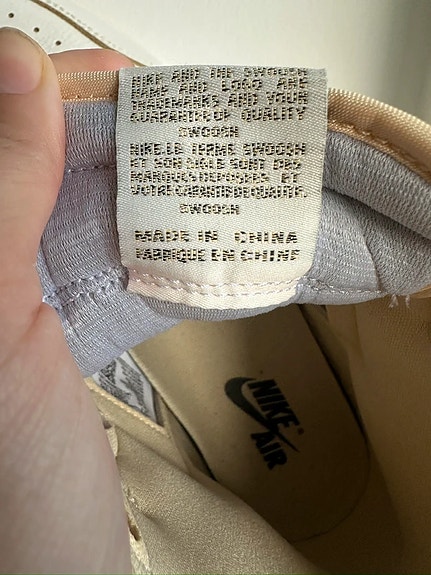 NIKE AND THE SWOOSH
NAME AND LOGO ARE
TRADEMARKS AND YOUR
GUARANTEE OF QUALITY
SWOOSH
NIKE.LE TERME SWOOSH
ET SON SIGLE SONT DES
MARQUES DEPOSEES ET
VOTRE GARANTIE DE QUALITE.
SWOOSH
MADE IN CHINA
FABRIQUE EN CHINE
NIKE
AIR